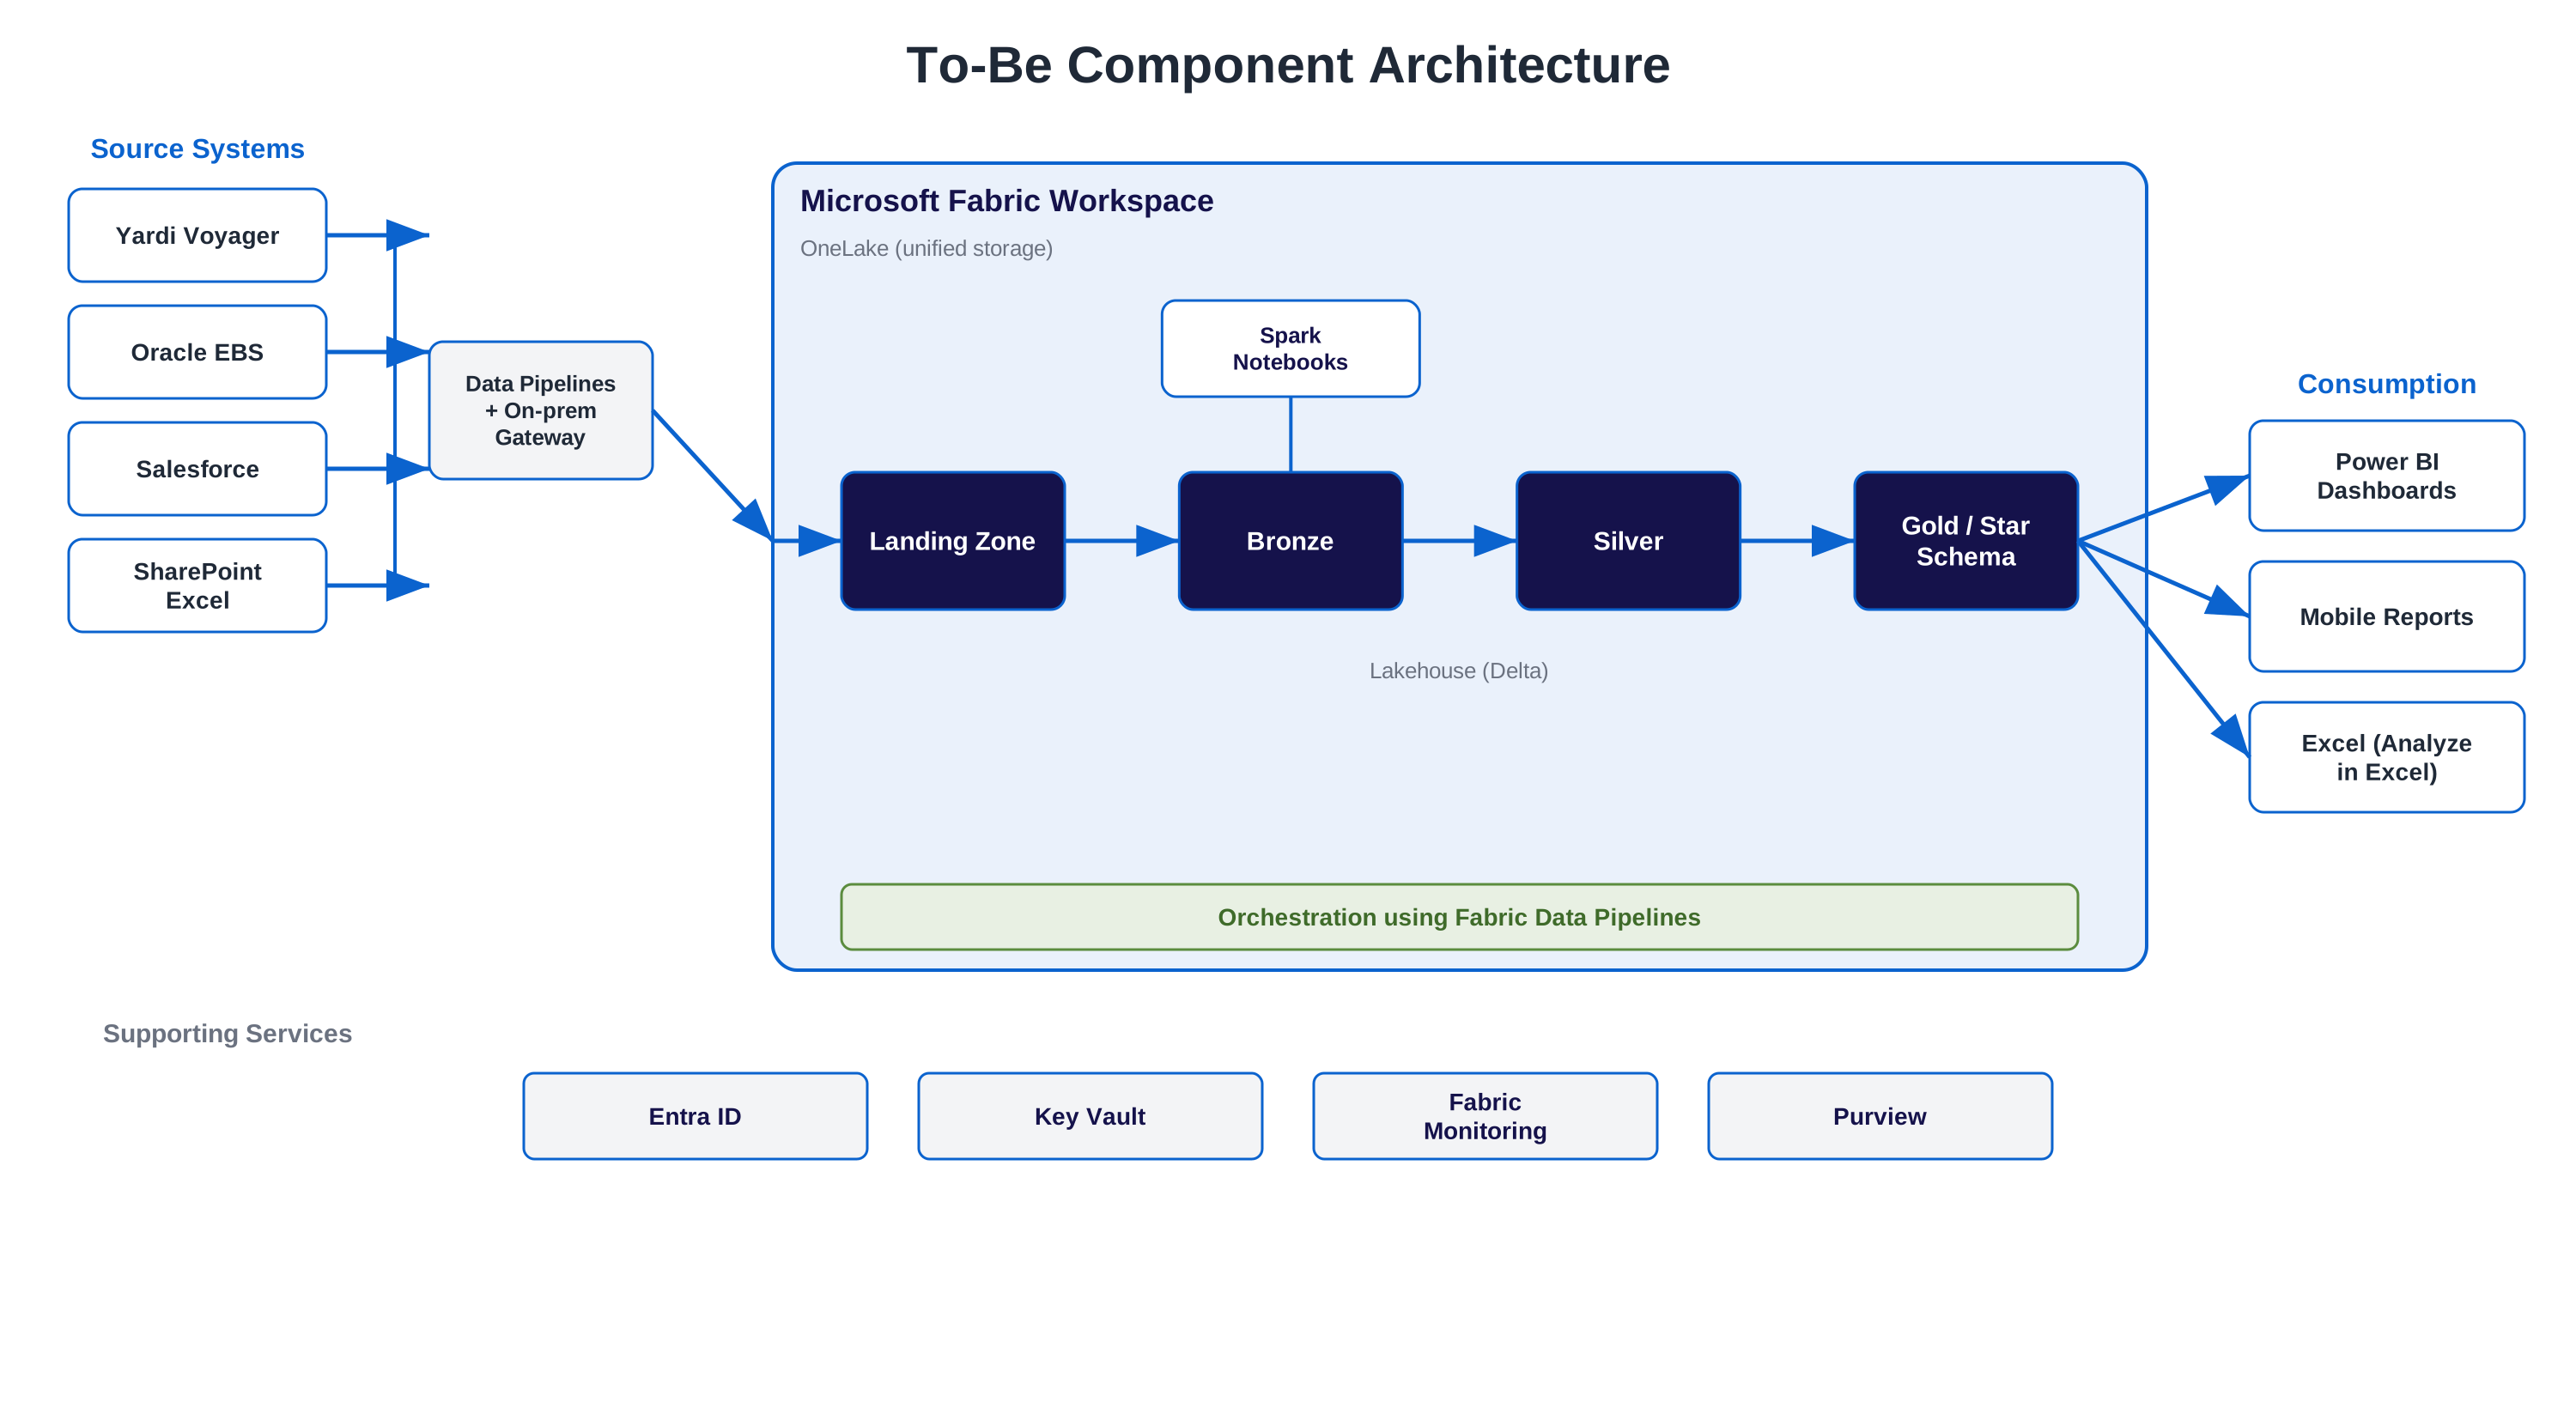 To-Be Component Architecture
Source Systems
Yardi Voyager
Oracle EBS
Salesforce
SharePoint
Excel
Data Pipelines
+ On-prem
Gateway
Microsoft Fabric Workspace
OneLake (unified storage)
Spark
Notebooks
Landing Zone
Bronze
Silver
Gold / Star
Schema
Lakehouse (Delta)
Orchestration using Fabric Data Pipelines
Consumption
Power BI
Dashboards
Mobile Reports
Excel (Analyze
in Excel)
Supporting Services
Entra ID
Key Vault
Fabric
Monitoring
Purview